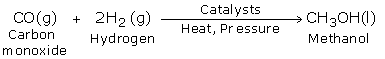 CO(g) + 2H₂ (g) Catalysts Heat, Pressure CH₃OH(l)
Carbon monoxide Hydrogen Methanol